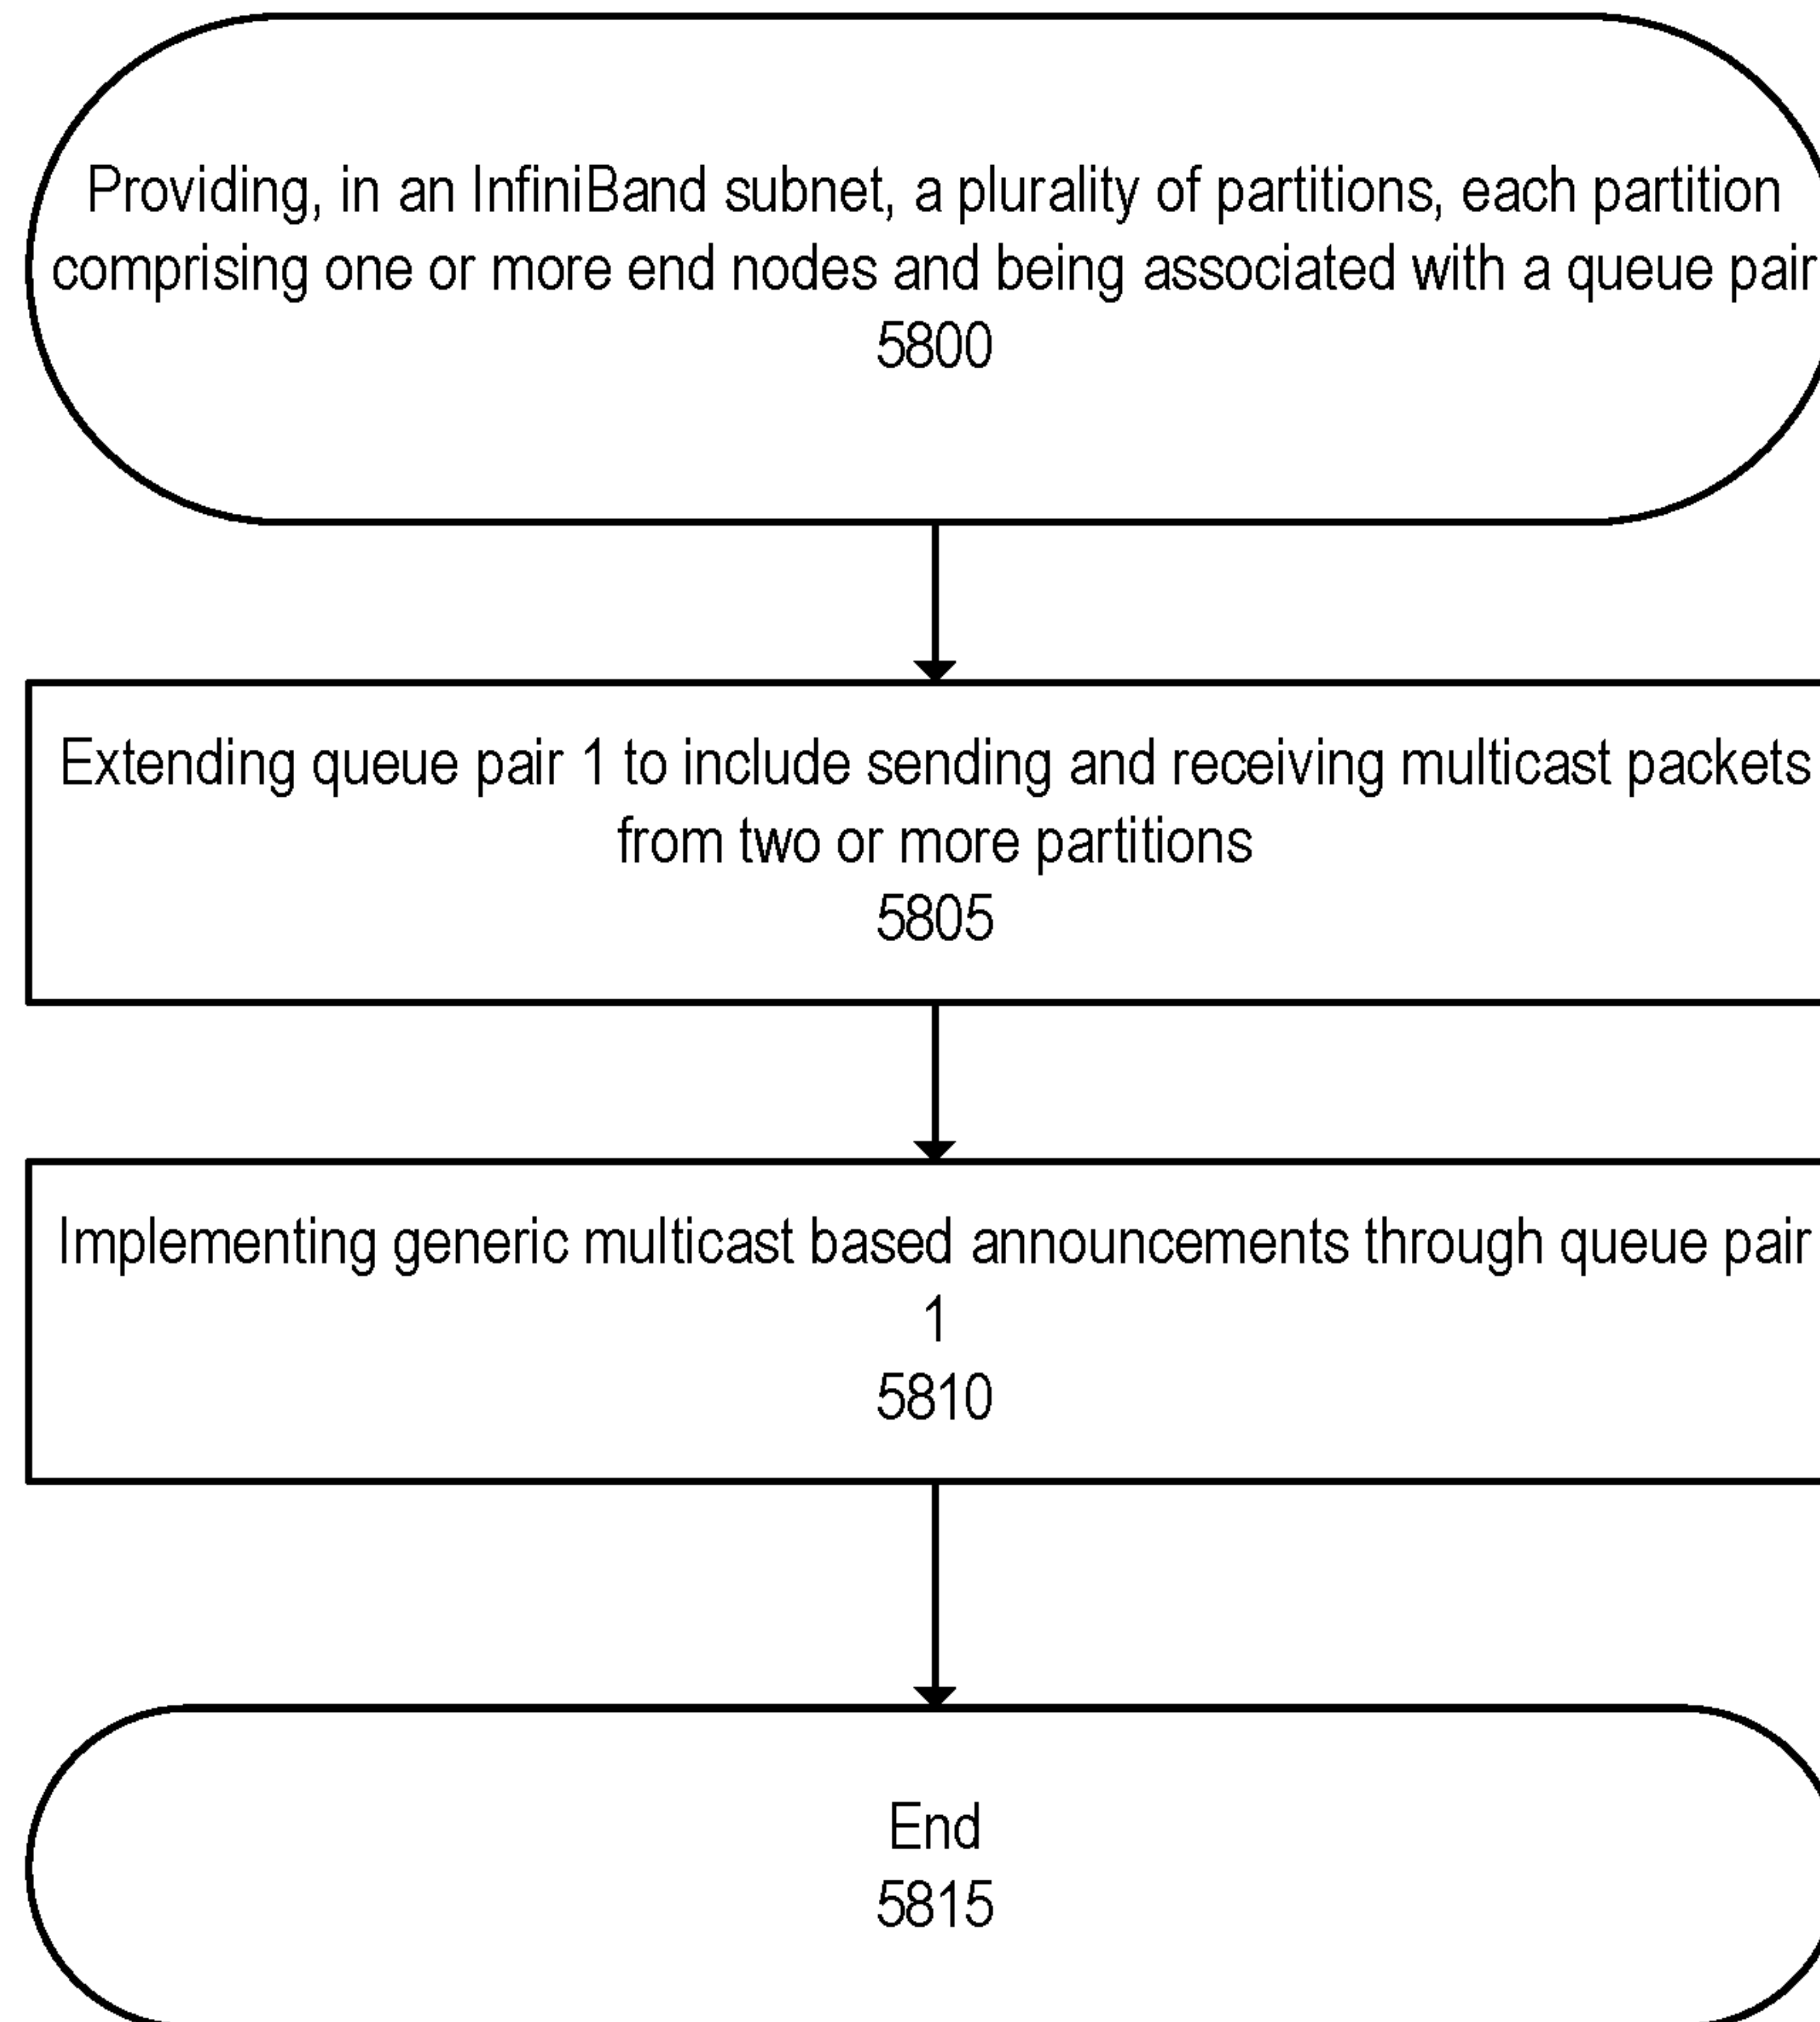 Providing, in an InfiniBand subnet, a plurality of partitions, each partition
comprising one or more end nodes and being associated with a queue pair
5800
Extending queue pair 1 to include sending and receiving multicast packets
from two or more partitions
5805
Implementing generic multicast based announcements through queue pair
1
5810
End
5815